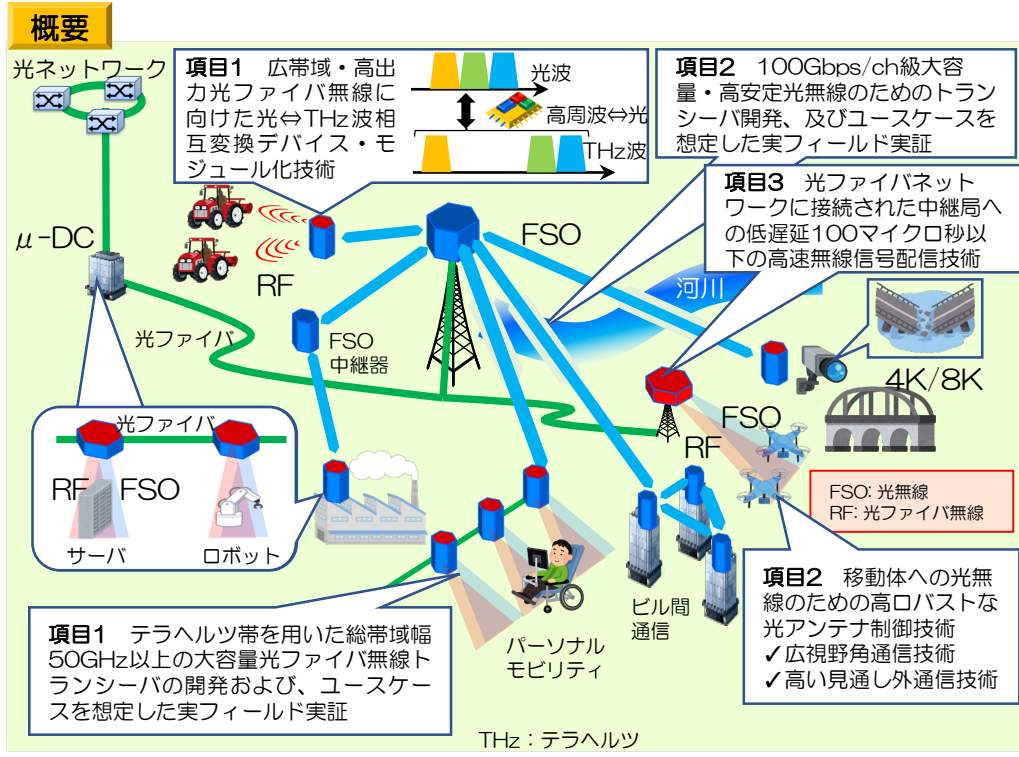 概要
光ネットワーク
項目1　広帯域・高出
力光ファイバ無線に
向けた光⇔THz波相
互変換デバイス・モ
ジュール化技術
光波
高周波⇔光
THz波
項目2　100Gbps/ch級大容
量・高安定光無線のためのトラン
シーバ開発、及びユースケースを
想定した実フィールド実証
項目3　光ファイバネット
ワークに接続された中継局へ
の低遅延100マイクロ秒以
下の高速無線信号配信技術
μ-DC
RF
FSO
河川
光ファイバ
FSO
中継器
4K/8K
光ファイバ
RF
FSO
サーバ
ロボット
FSO
RF
FSO: 光無線
RF: 光ファイバ無線
パーソナル
モビリティ
ビル間
通信
項目2　移動体への光無
線のための高ロバストな
光アンテナ制御技術
✓広視野角通信技術
✓高い見通し外通信技術
項目1　テラヘルツ帯を用いた総帯域幅
50GHz以上の大容量光ファイバ無線ト
ランシーバの開発および、ユースケー
スを想定した実フィールド実証
THz：テラヘルツ